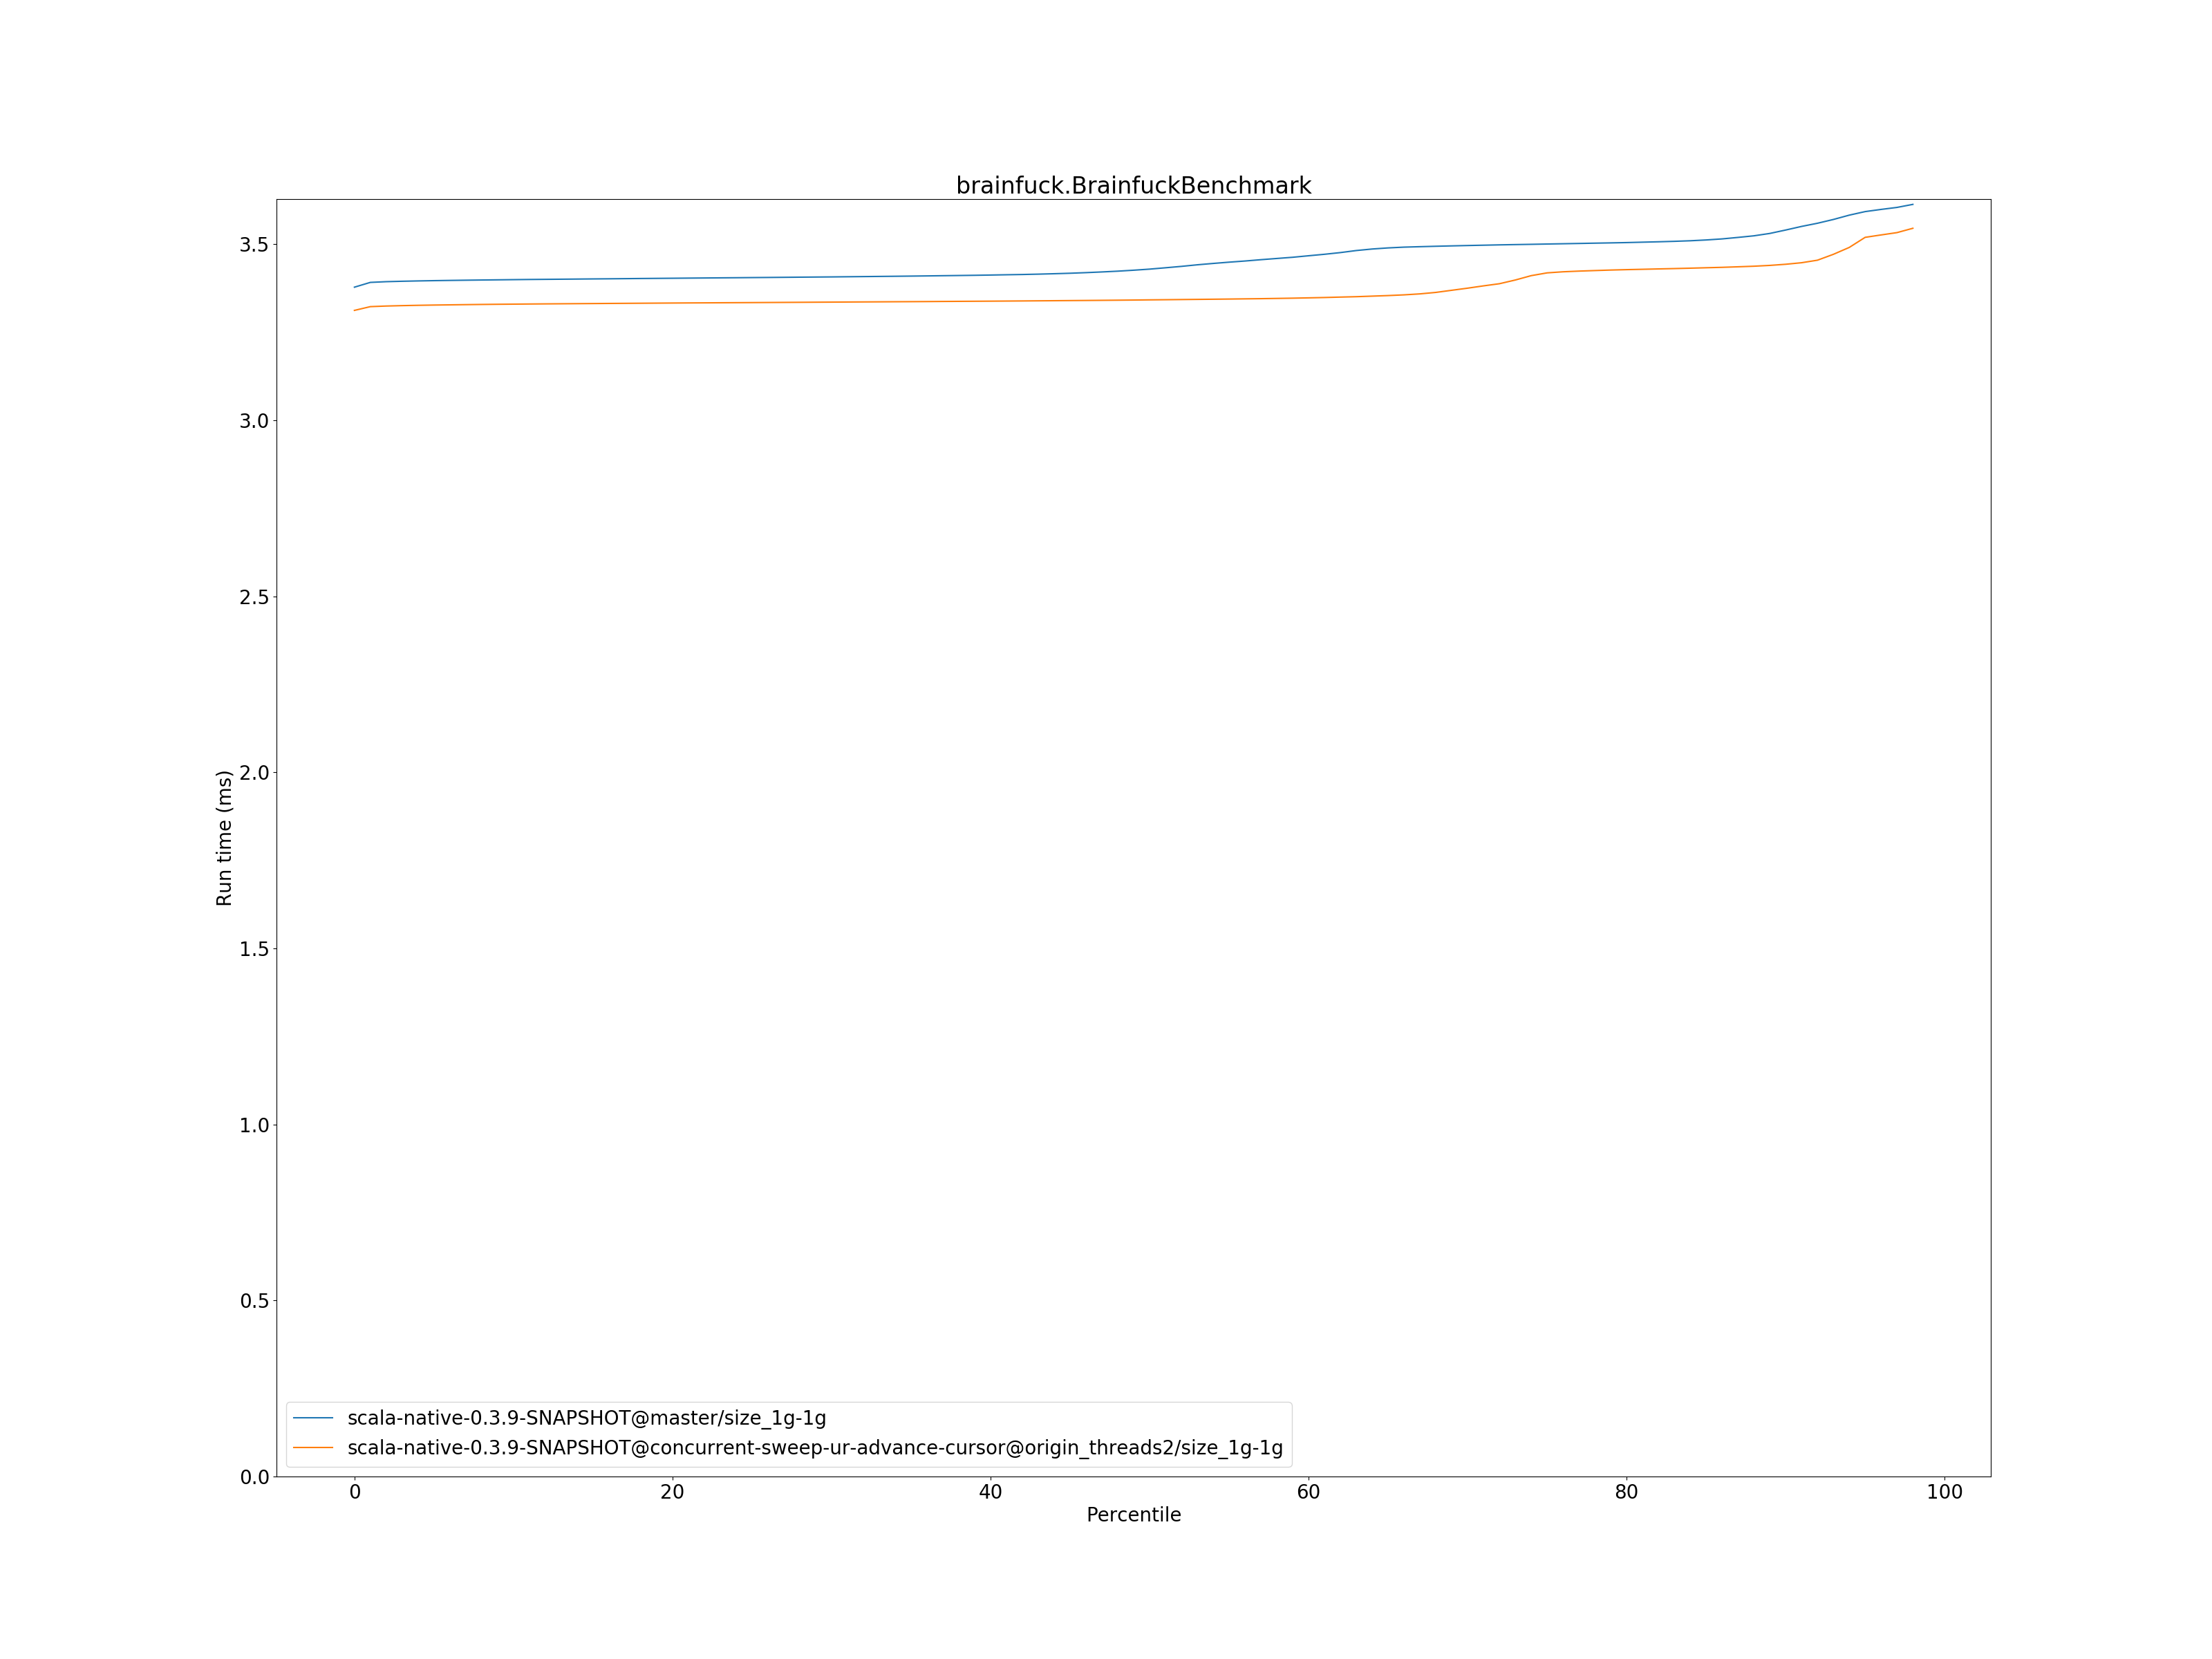 brainfuck.BrainfuckBenchmark
3.5
3.0
2.5
2.0
1.5
1.0
0.5
0.0
Run time (ms)
0 20 40 60 80 100
Percentile
scala-native-0.3.9-SNAPSHOT@master/size_1g-1g
scala-native-0.3.9-SNAPSHOT@concurrent-sweep-ur-advance-cursor@origin_threads2/size_1g-1g